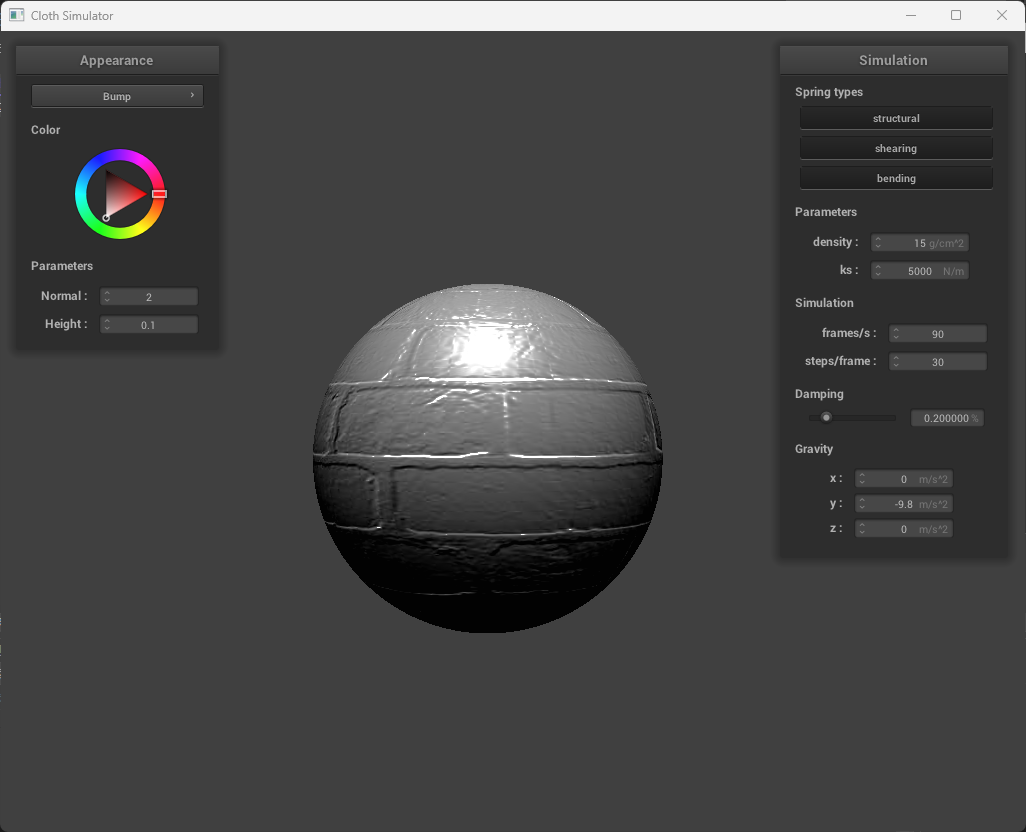 Cloth Simulator
Appearance
Bump
Color
Parameters
Normal : 2
Height : 0.1
Simulation
Spring types
structural
shearing
bending
Parameters
density : 15 g/cm^2
ks : 5000 N/m
Simulation
frames/s : 90
steps/frame : 30
Damping
0.200000 %
Gravity
x : 0 m/s^2
y : -9.8 m/s^2
z : 0 m/s^2